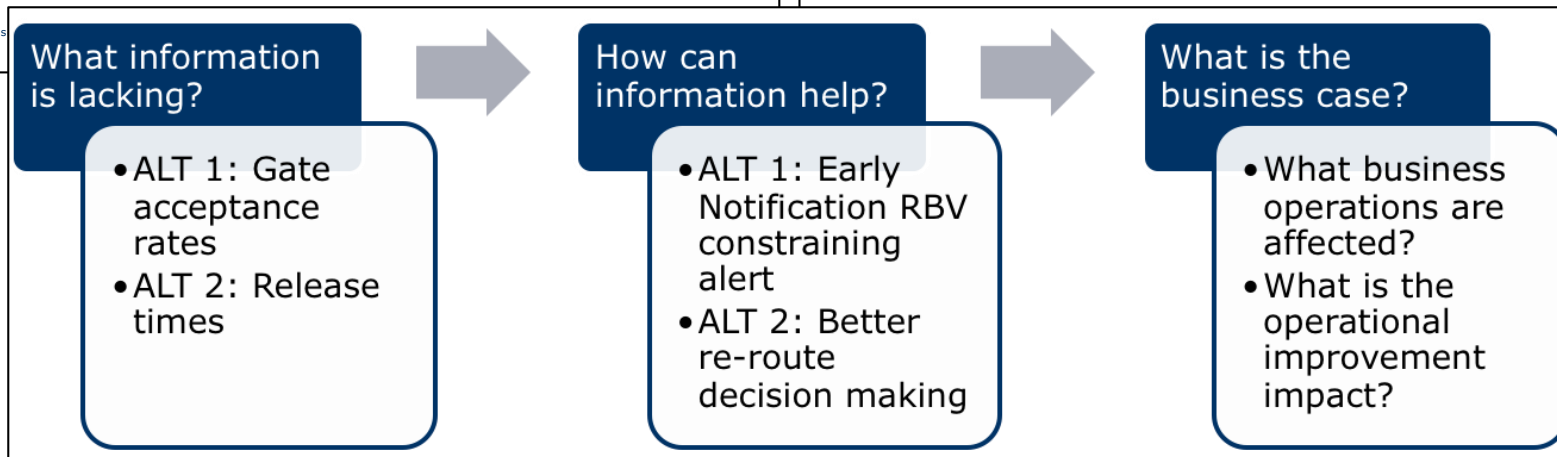 What information
is lacking?
•ALT 1: Gate
acceptance
rates
•ALT 2: Release
times
How can
information help?
•ALT 1: Early
Notification RBV
constraining
alert
•ALT 2: Better
re-route
decision making
What is the
business case?
•What business
operations are
affected?
•What is the
operational
improvement
impact?
s